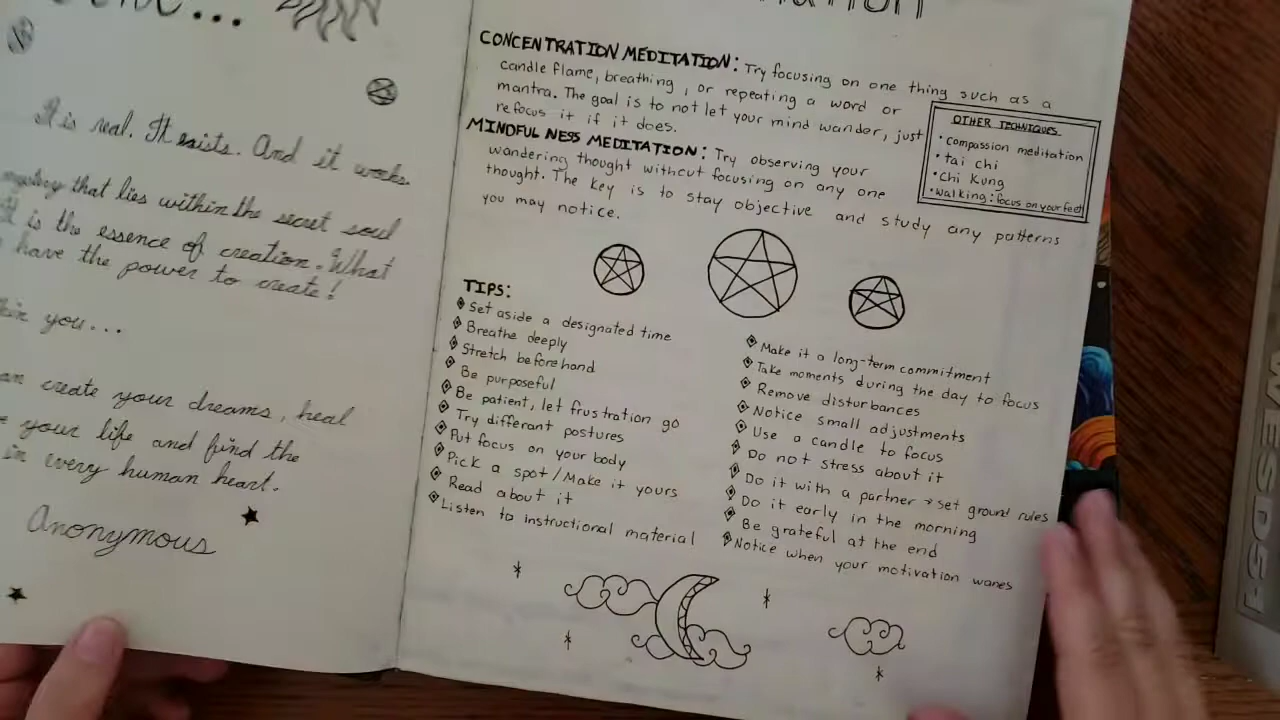 It is real. It exists. And it works.
that lies within the secret soul
It is the essence of creation. What
have the power to create!
you...
create your dreams, heal
your life and find the
in every human heart.
Anonymous
CONCENTRATION MEDITATION: Try focusing on one thing such as a
candle flame, breathing, or repeating a word or
mantra. The goal is to not let your mind wander, just
refocus it if it does.
MINDFULNESS MEDITATION: Try observing your
wandering thought without focusing on any one
thought. The key is to stay objective and study any patterns
you may notice.
OTHER TECHNIQUES
• compassion meditation
• tai chi
• Chi Kung
• walking: focus on your feet
TIPS:
Set aside a designated time
Breathe deeply
Stretch beforehand
Be purposeful
Be patient, let frustration go
Try different postures
Put focus on your body
Pick a spot/Make it yours
Read about it
Listen to instructional material
Make it a long-term commitment
Take moments during the day to focus
Remove disturbances
Notice small adjustments
Use a candle to focus
Do not stress about it
Do it with a partner → set ground rules
Do it early in the morning
Be grateful at the end
Notice when your motivation wanes